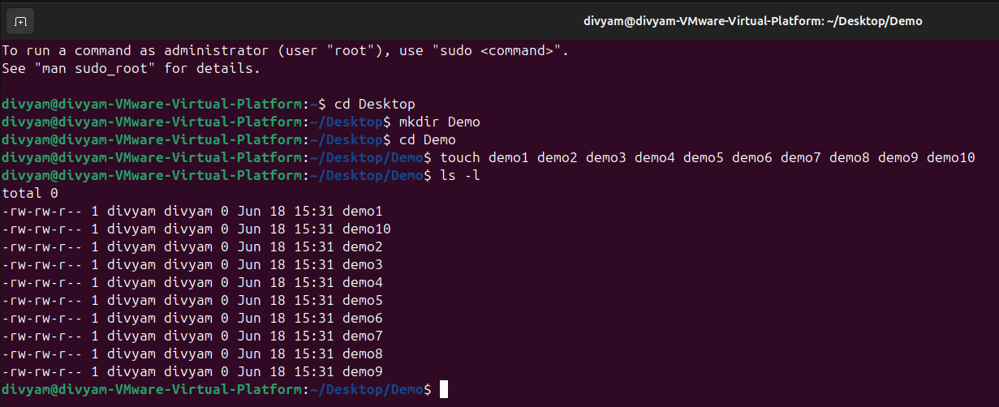 divyam@divyam-VMware-Virtual-Platform: ~/Desktop/Demo
To run a command as administrator (user "root"), use "sudo <command>".
See "man sudo_root" for details.
divyam@divyam-VMware-Virtual-Platform:~$ cd Desktop
divyam@divyam-VMware-Virtual-Platform:~/Desktop$ mkdir Demo
divyam@divyam-VMware-Virtual-Platform:~/Desktop$ cd Demo
divyam@divyam-VMware-Virtual-Platform:~/Desktop/Demo$ touch demo1 demo2 demo3 demo4 demo5 demo6 demo7 demo8 demo9 demo10
divyam@divyam-VMware-Virtual-Platform:~/Desktop/Demo$ ls -l
total 0
-rw-rw-r-- 1 divyam divyam 0 Jun 18 15:31 demo1
-rw-rw-r-- 1 divyam divyam 0 Jun 18 15:31 demo10
-rw-rw-r-- 1 divyam divyam 0 Jun 18 15:31 demo2
-rw-rw-r-- 1 divyam divyam 0 Jun 18 15:31 demo3
-rw-rw-r-- 1 divyam divyam 0 Jun 18 15:31 demo4
-rw-rw-r-- 1 divyam divyam 0 Jun 18 15:31 demo5
-rw-rw-r-- 1 divyam divyam 0 Jun 18 15:31 demo6
-rw-rw-r-- 1 divyam divyam 0 Jun 18 15:31 demo7
-rw-rw-r-- 1 divyam divyam 0 Jun 18 15:31 demo8
-rw-rw-r-- 1 divyam divyam 0 Jun 18 15:31 demo9
divyam@divyam-VMware-Virtual-Platform:~/Desktop/Demo$